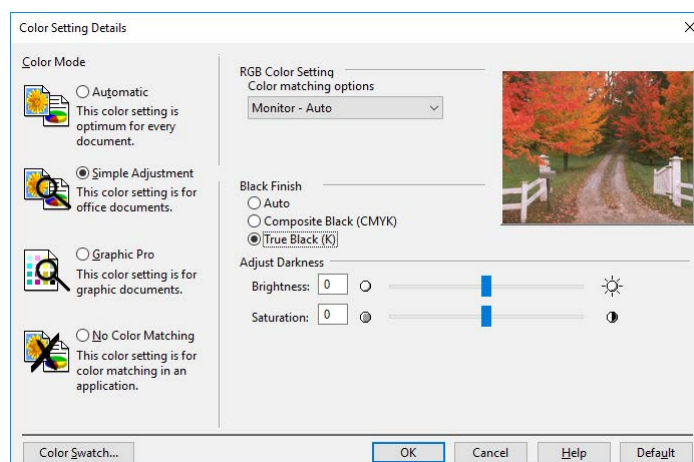 Color Setting Details
Color Mode
Automatic
This color setting is
optimum for every
document.
Simple Adjustment
This color setting is for
office documents.
Graphic Pro
This color setting is for
graphic documents.
No Color Matching
This color setting is for
color matching in an
application.
RGB Color Setting
Color matching options
Monitor - Auto
Black Finish
Auto
Composite Black (CMYK)
True Black (K)
Adjust Darkness
Brightness: 0
Saturation: 0
Color Swatch... OK Cancel Help Default